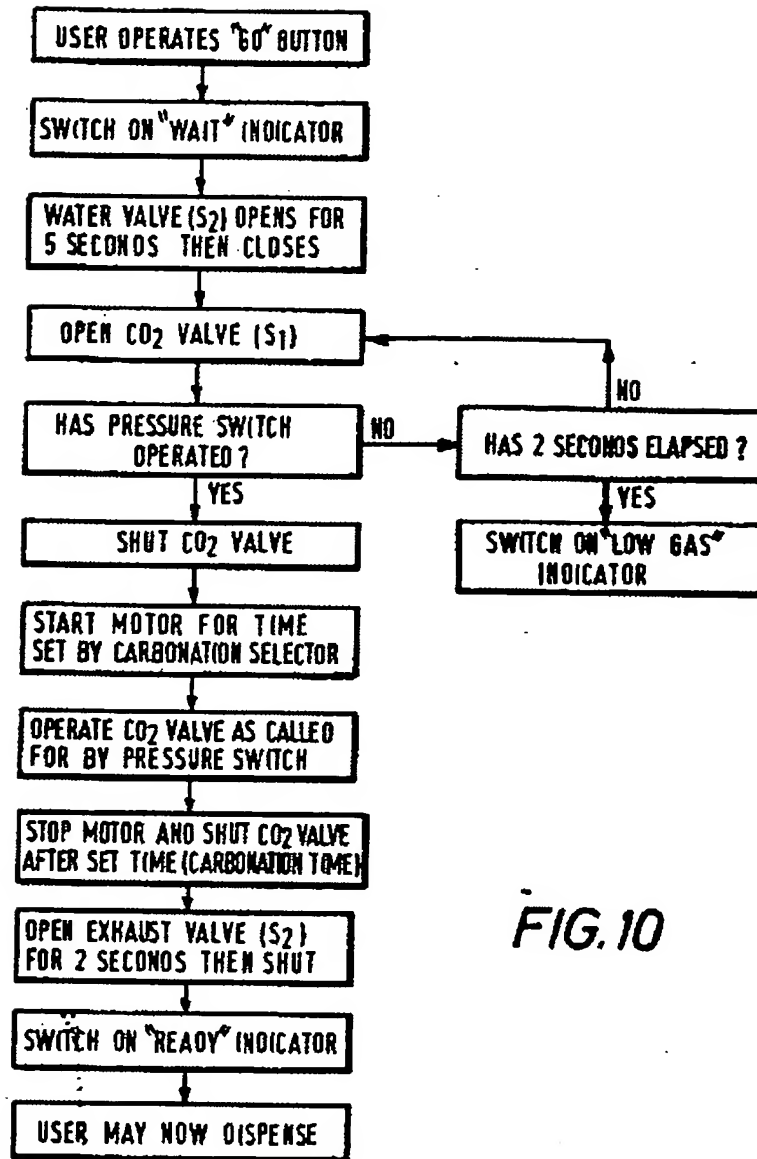 USER OPERATES "GO" BUTTON
SWITCH ON "WAIT" INDICATOR
WATER VALVE (S2) OPENS FOR
5 SECONDS THEN CLOSES
OPEN CO2 VALVE (S1)
HAS PRESSURE SWITCH
OPERATED ?
NO
HAS 2 SECONDS ELAPSED ?
NO
YES
SWITCH ON "LOW GAS"
INDICATOR
YES
SHUT CO2 VALVE
START MOTOR FOR TIME
SET BY CARBONATION SELECTOR
OPERATE CO2 VALVE AS CALLED
FOR BY PRESSURE SWITCH
STOP MOTOR AND SHUT CO2 VALVE
AFTER SET TIME (CARBONATION TIME)
OPEN EXHAUST VALVE (S2)
FOR 2 SECONDS THEN SHUT
SWITCH ON "READY" INDICATOR
USER MAY NOW DISPENSE
FIG. 10